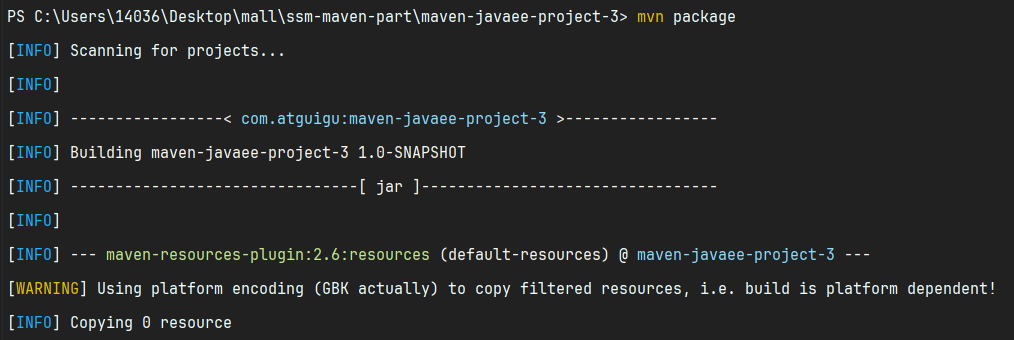 PS C:\Users\14036\Desktop\mall\ssm-maven-part\maven-javaee-project-3> mvn package
[INFO] Scanning for projects...
[INFO]
[INFO] -----------------< com.atguigu:maven-javaee-project-3 >-----------------
[INFO] Building maven-javaee-project-3 1.0-SNAPSHOT
[INFO] --------------------------------[ jar ]---------------------------------
[INFO]
[INFO] --- maven-resources-plugin:2.6:resources (default-resources) @ maven-javaee-project-3 ---
[WARNING] Using platform encoding (GBK actually) to copy filtered resources, i.e. build is platform dependent!
[INFO] Copying 0 resource